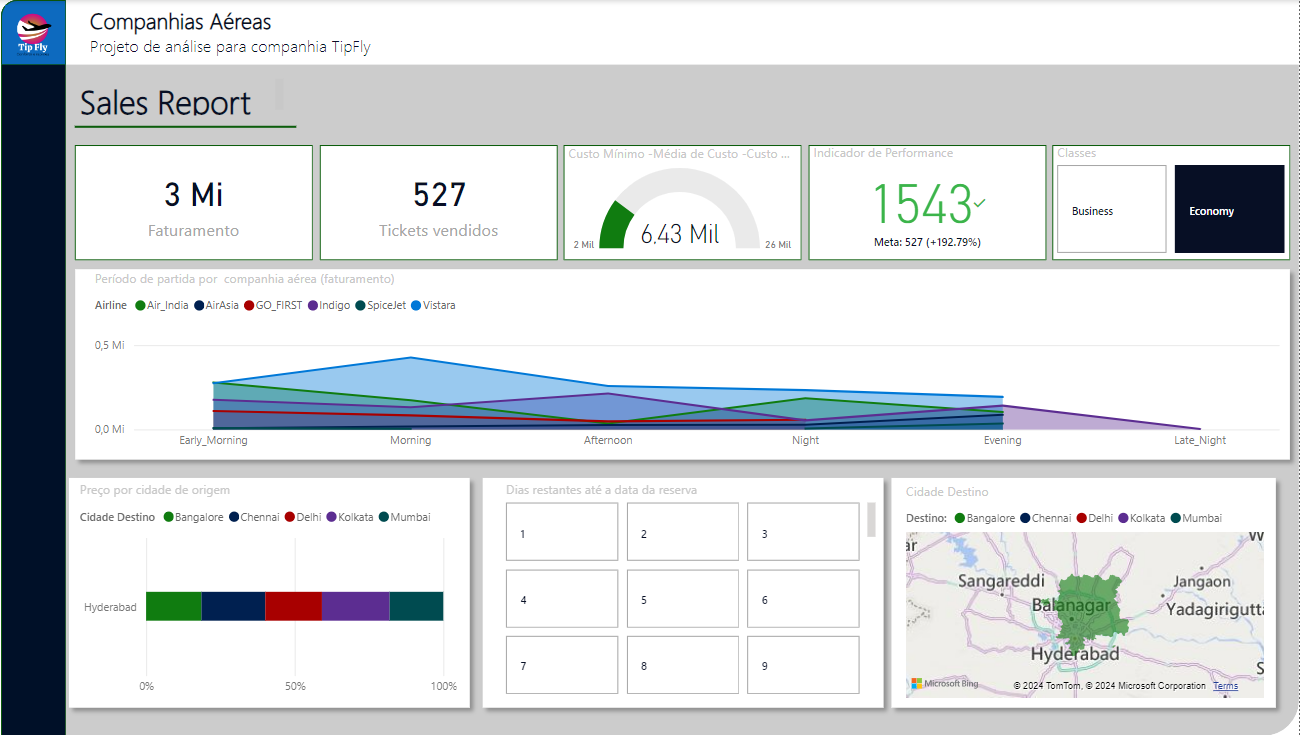 Tip Fly
Companhias Aéreas
Projeto de análise para companhia TipFly
Sales Report
3 Mi
Faturamento
527
Tickets vendidos
Custo Mínimo -Média de Custo -Custo ...
6,43 Mil
2 Mil
26 Mil
Indicador de Performance
1543
Meta: 527 (+192.79%)
Classes
Business
Economy
Período de partida por companhia aérea (faturamento)
Airline Air_India AirAsia GO_FIRST Indigo SpiceJet Vistara
0,5 Mi
0,0 Mi
Early_Morning Morning Afternoon Night Evening Late_Night
Preço por cidade de origem
Cidade Destino Bangalore Chennai Delhi Kolkata Mumbai
Hyderabad
0% 50% 100%
Dias restantes até a data da reserva
1 2 3
4 5 6
7 8 9
Cidade Destino
Destino: Bangalore Chennai Delhi Kolkata Mumbai
ar
W
Sangareddi
Jangaon
Balanagar
Yadagirigutta
Hyderabad
S
Microsoft Bing
© 2024 TomTom, © 2024 Microsoft Corporation Terms